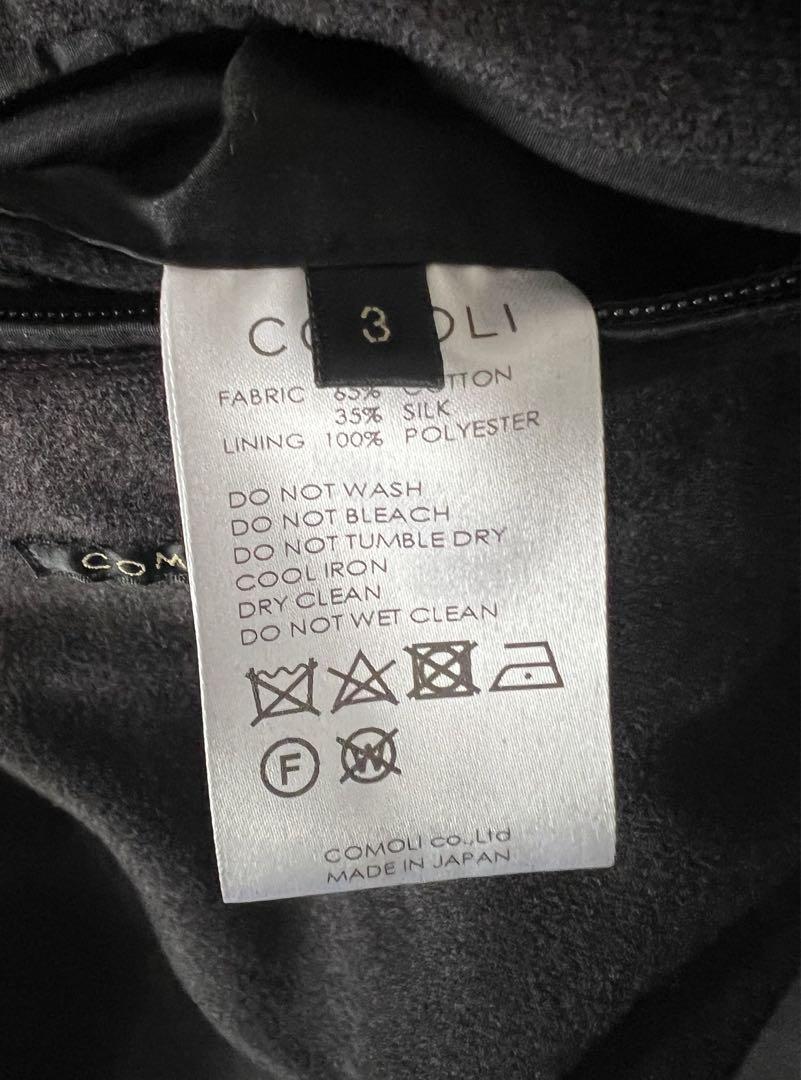 3
FABRIC 65%
35% SILK
LINING 100% POLYESTER
DO NOT WASH
DO NOT BLEACH
DO NOT TUMBLE DRY
COOL IRON
DRY CLEAN
DO NOT WET CLEAN
F W
COMOLI co.,Ltd
MADE IN JAPAN